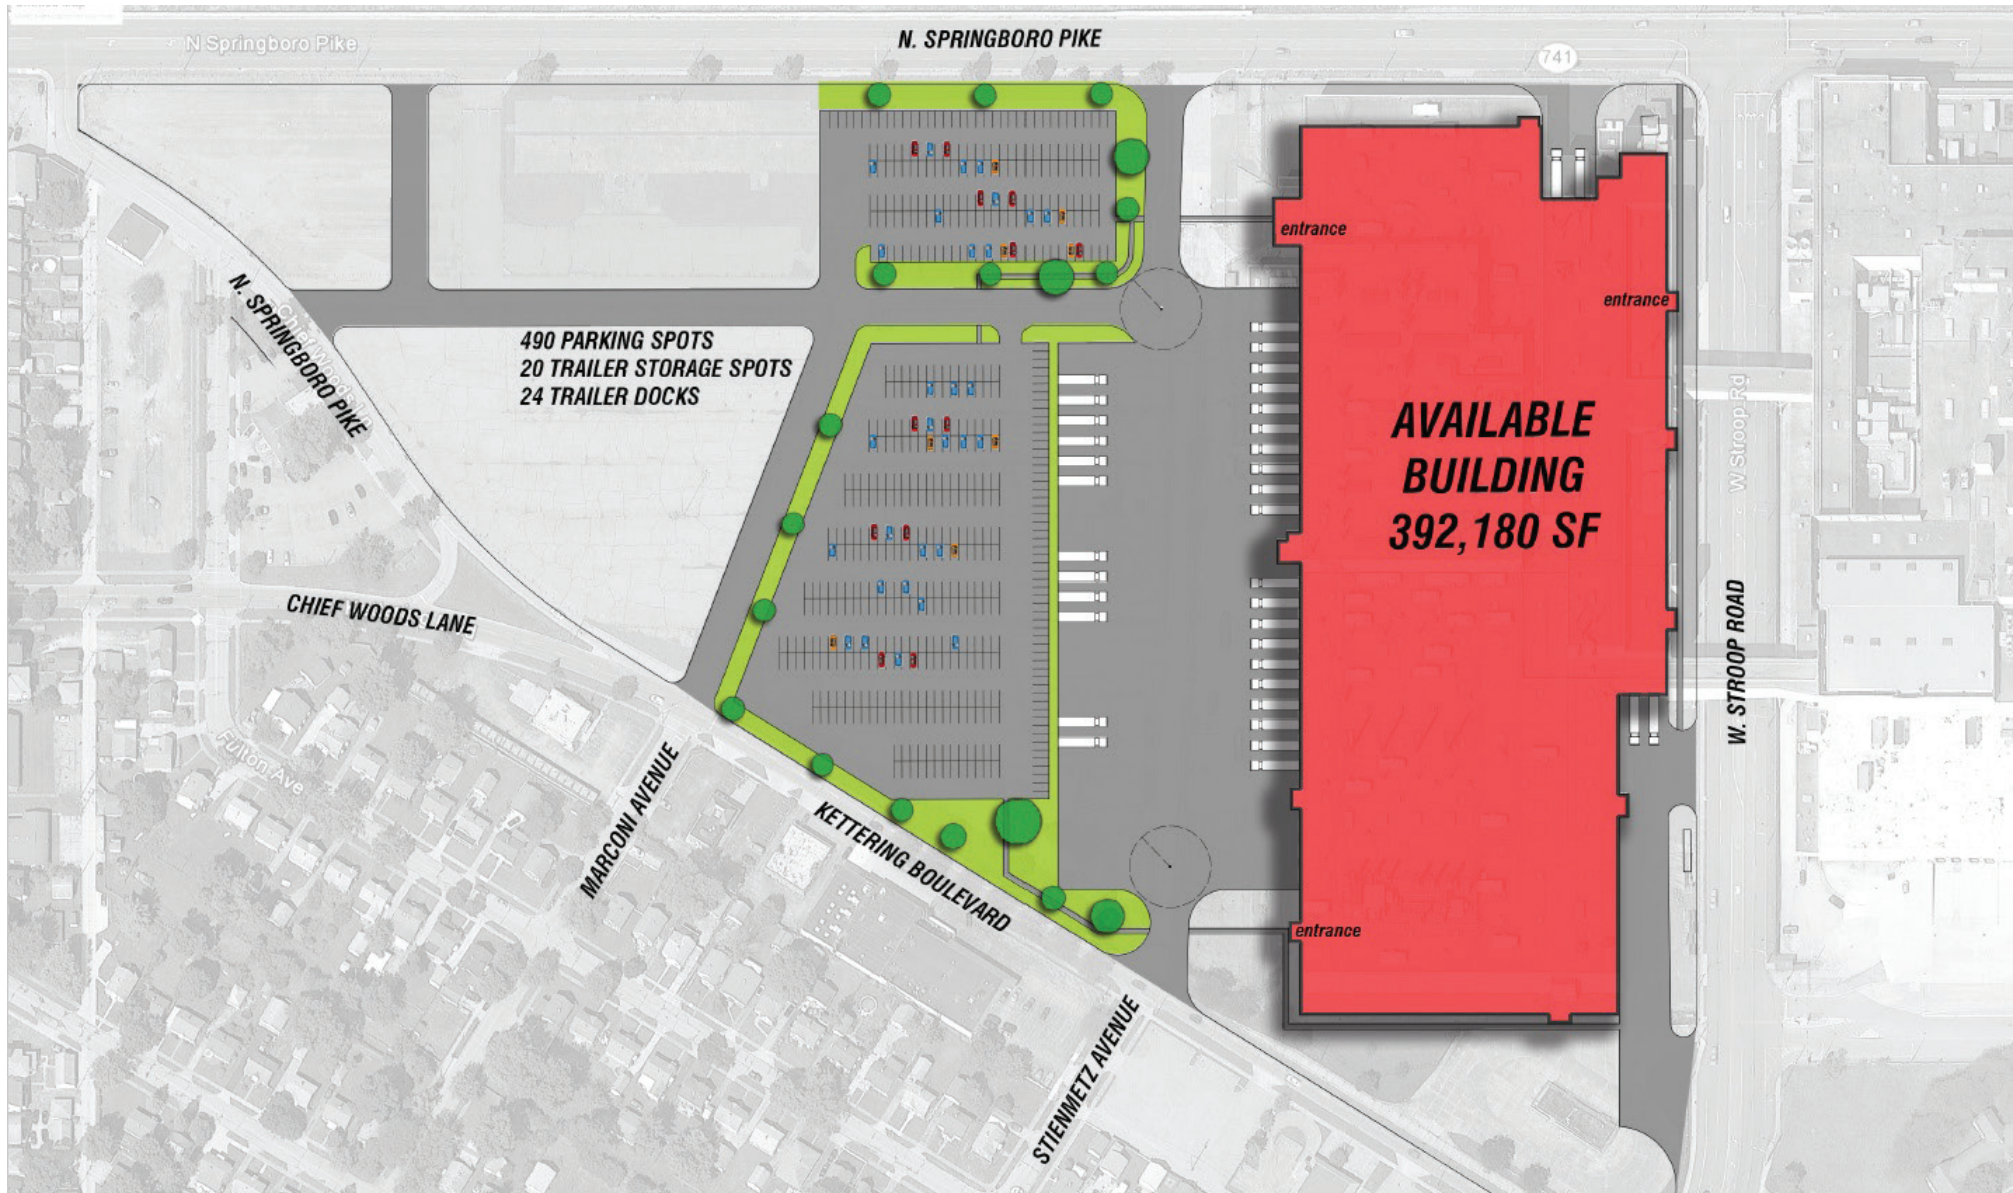 N Springboro Pike
N. SPRINGBORO PIKE
741
entrance
entrance
N. SPRINGBORO PIKE
490 PARKING SPOTS
20 TRAILER STORAGE SPOTS
24 TRAILER DOCKS
AVAILABLE
BUILDING
392,180 SF
W Stroop Rd
CHIEF WOODS LANE
W. STROOP ROAD
Fulton Ave
MARCONI AVENUE
KETTERING BOULEVARD
entrance
STIENMETZ AVENUE